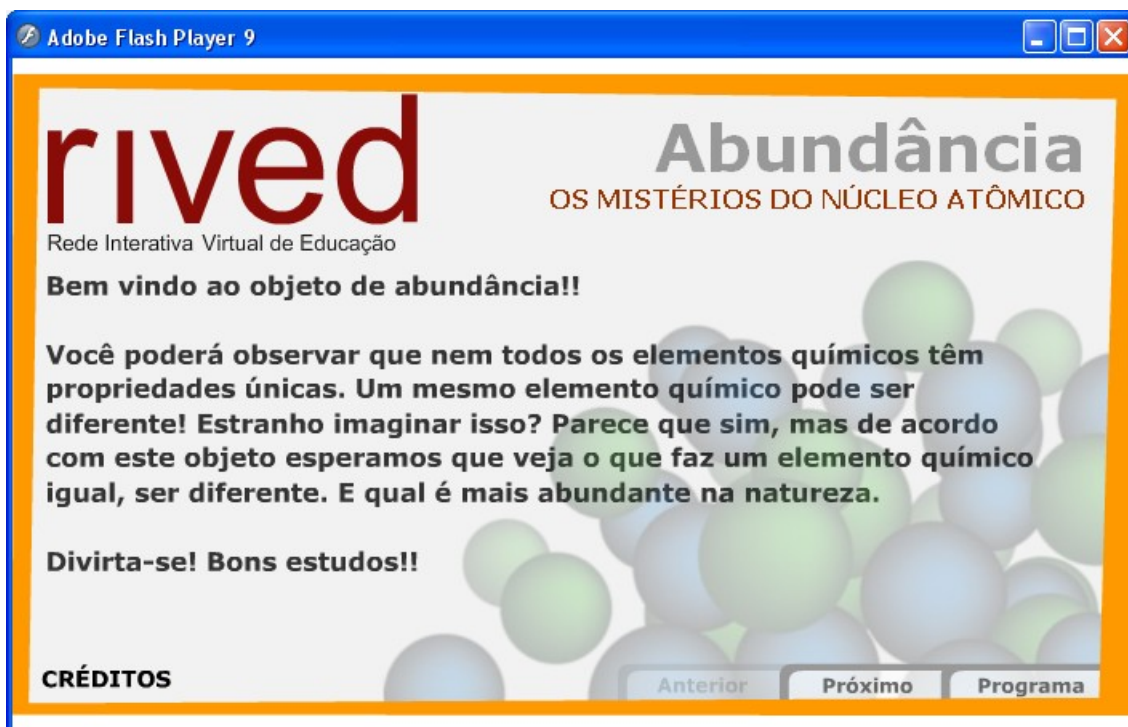 Adobe Flash Player 9
rived
Rede Interativa Virtual de Educação
Abundância
OS MISTÉRIOS DO NÚCLEO ATÔMICO
Bem vindo ao objeto de abundância!!
Você poderá observar que nem todos os elementos químicos têm
propriedades únicas. Um mesmo elemento químico pode ser
diferente! Estranho imaginar isso? Parece que sim, mas de acordo
com este objeto esperamos que veja o que faz um elemento químico
igual, ser diferente. E qual é mais abundante na natureza.
Divirta-se! Bons estudos!!
CRÉDITOS
Anterior
Próximo
Programa